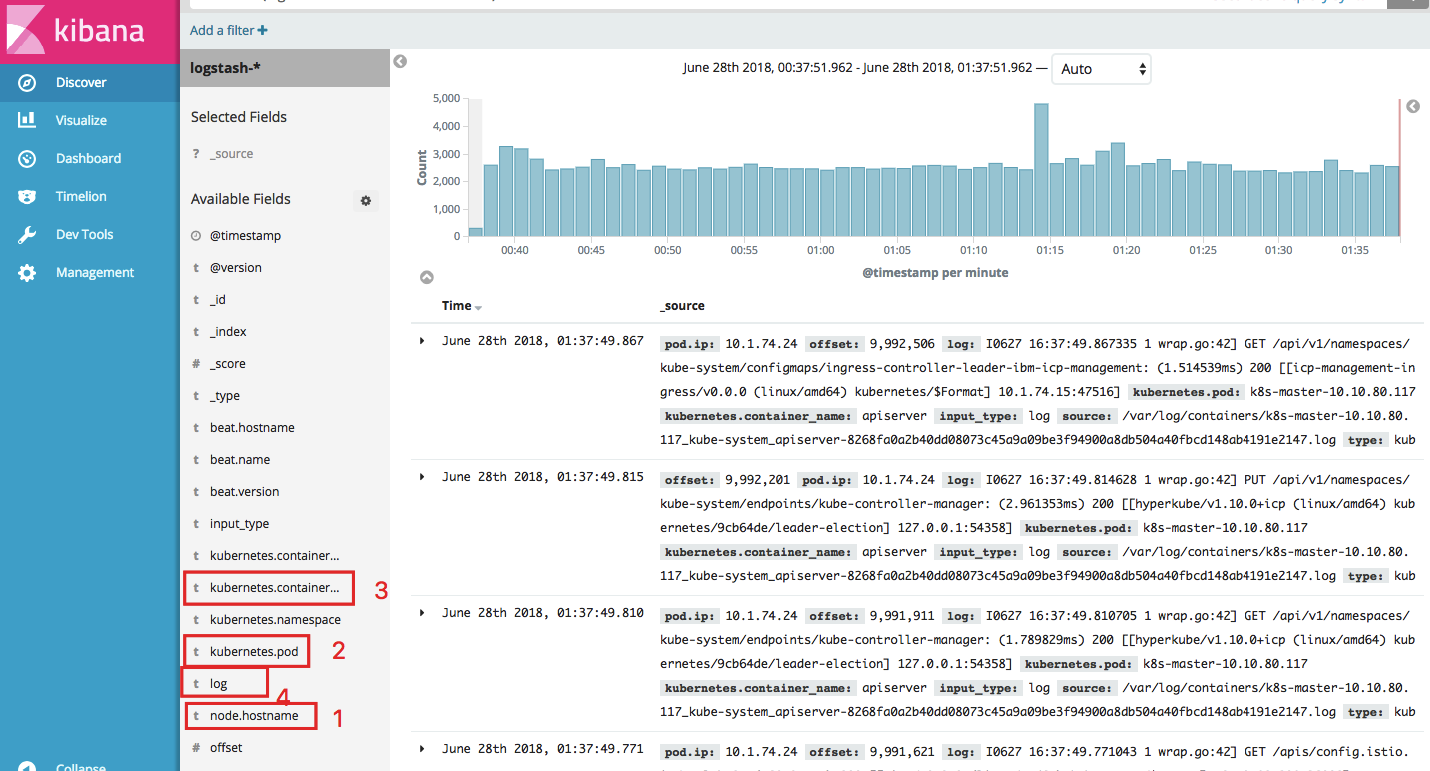 kibana
Discover
Visualize
Dashboard
Timelion
Dev Tools
Management
Collapse
Add a filter
logstash-*
Selected Fields
? _source
Available Fields
@timestamp
t @version
t _id
t _index
# _score
t _type
t beat.hostname
t beat.name
t beat.version
t input_type
t kubernetes.container...
t kubernetes.container... 3
t kubernetes.namespace
t kubernetes.pod 2
t log
4
t node.hostname 1
# offset
June 28th 2018, 00:37:51.962 - June 28th 2018, 01:37:51.962 — Auto
Count
5,000
4,000
3,000
2,000
1,000
0
00:40 00:45 00:50 00:55 01:00 01:05 01:10 01:15 01:20 01:25 01:30 01:35
@timestamp per minute
Time _source
June 28th 2018, 01:37:49.867 pod.ip: 10.1.74.24 offset: 9,992,506 log: I0627 16:37:49.867335 1 wrap.go:42] GET /api/v1/namespaces/
kube-system/configmaps/ingress-controller-leader-ibm-icp-management: (1.514539ms) 200 [[icp-management-in
gress/v0.0.0 (linux/amd64) kubernetes/$Format] 10.1.74.15:47516] kubernetes.pod: k8s-master-10.10.80.117
kubernetes.container_name: apiserver input_type: log source: /var/log/containers/k8s-master-10.10.80.
117_kube-system_apiserver-8268fa0a2b40dd08073c45a9a09be3f94900a8db504a40fbcd148ab4191e2147.log type: kub
June 28th 2018, 01:37:49.815 offset: 9,992,201 pod.ip: 10.1.74.24 log: I0627 16:37:49.814628 1 wrap.go:42] PUT /api/v1/namespaces/
kube-system/endpoints/kube-controller-manager: (2.961353ms) 200 [[hyperkube/v1.10.0+icp (linux/amd64) kub
ernetes/9cb64de/leader-election] 127.0.0.1:54358] kubernetes.pod: k8s-master-10.10.80.117
kubernetes.container_name: apiserver input_type: log source: /var/log/containers/k8s-master-10.10.80.
117_kube-system_apiserver-8268fa0a2b40dd08073c45a9a09be3f94900a8db504a40fbcd148ab4191e2147.log type: kub
June 28th 2018, 01:37:49.810 pod.ip: 10.1.74.24 offset: 9,991,911 log: I0627 16:37:49.810705 1 wrap.go:42] GET /api/v1/namespaces/
kube-system/endpoints/kube-controller-manager: (1.789829ms) 200 [[hyperkube/v1.10.0+icp (linux/amd64) kub
ernetes/9cb64de/leader-election] 127.0.0.1:54358] kubernetes.pod: k8s-master-10.10.80.117
kubernetes.container_name: apiserver input_type: log source: /var/log/containers/k8s-master-10.10.80.
117_kube-system_apiserver-8268fa0a2b40dd08073c45a9a09be3f94900a8db504a40fbcd148ab4191e2147.log type: kub
June 28th 2018, 01:37:49.771 pod.ip: 10.1.74.24 offset: 9,991,621 log: I0627 16:37:49.771043 1 wrap.go:42] GET /apis/config.istio.